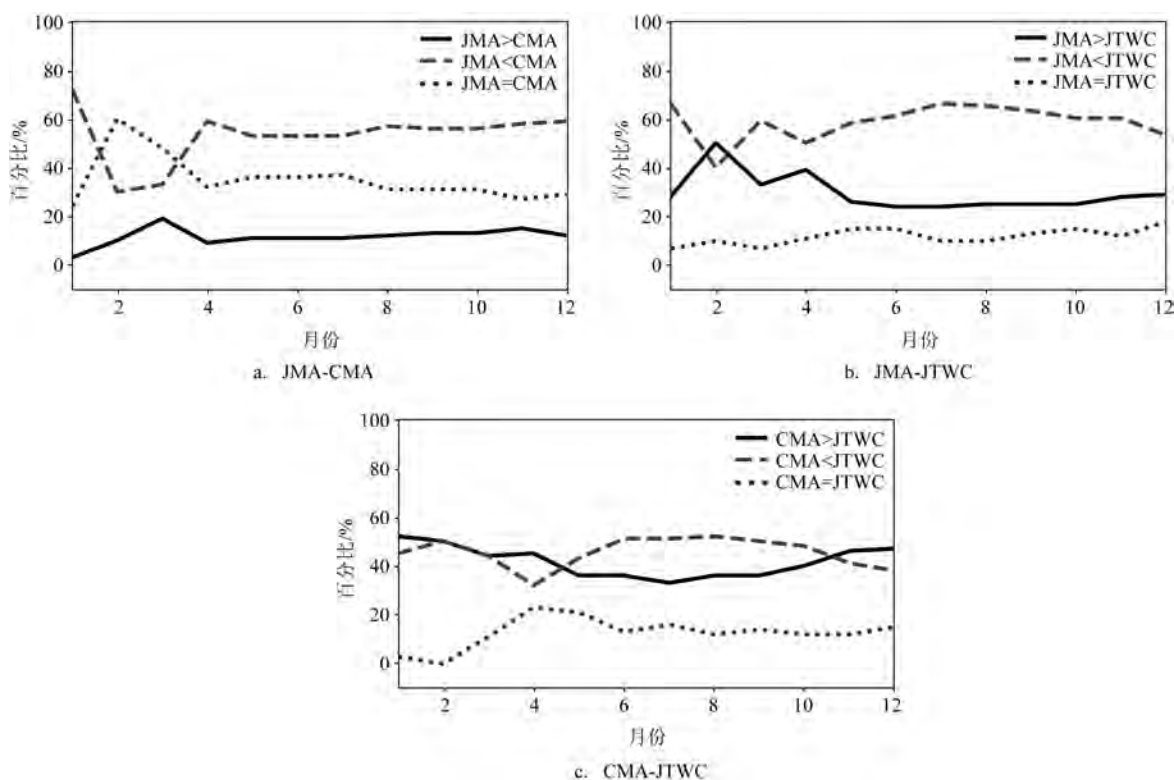 100
80
60
40
20
0
百分比/%
JMA>CMA
JMA<CMA
JMA=CMA
2 4 6 8 10 12
月份
a. JMA-CMA
100
80
60
40
20
0
百分比/%
JMA>JTWC
JMA<JTWC
JMA=JTWC
2 4 6 8 10 12
月份
b. JMA-JTWC
100
80
60
40
20
0
百分比/%
CMA>JTWC
CMA<JTWC
CMA=JTWC
2 4 6 8 10 12
月份
c. CMA-JTWC